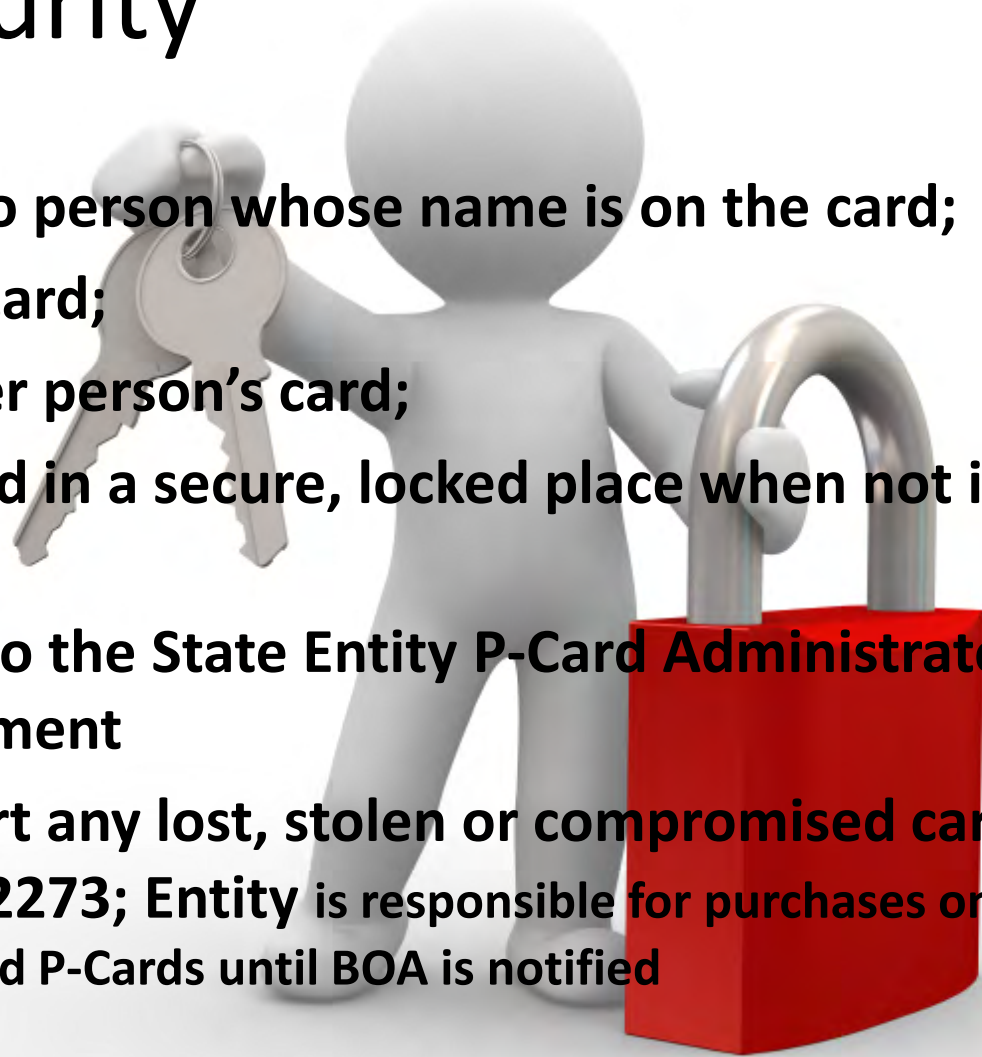 urity
o person whose name is on the card;
ard;
er person’s card;
d in a secure, locked place when not i
o the State Entity P-Card Administrato
ment
rt any lost, stolen or compromised car
2273; Entity is responsible for purchases on
d P-Cards until BOA is notified